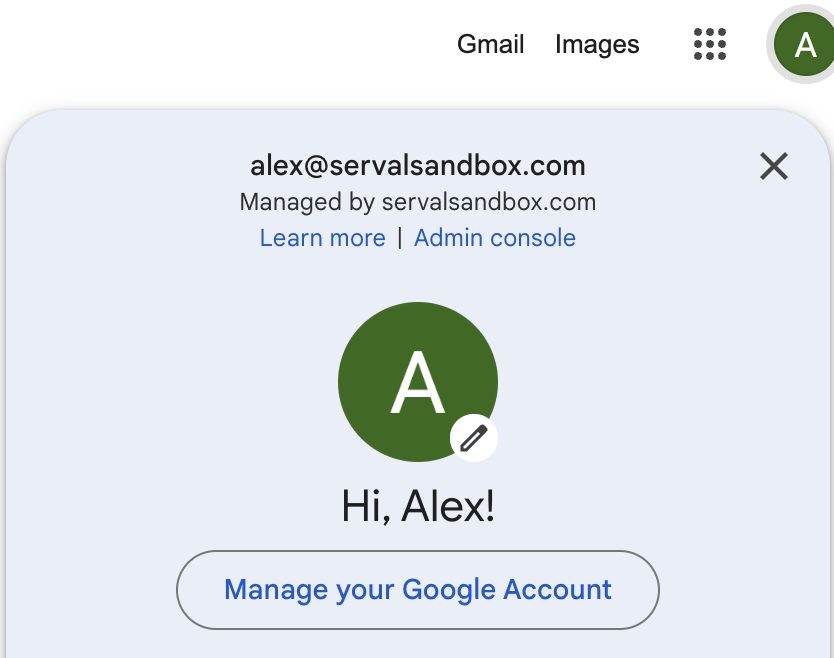 Gmail Images A
alex@servalsandbox.com
Managed by servalsandbox.com
Learn more | Admin console
A
Hi, Alex!
Manage your Google Account